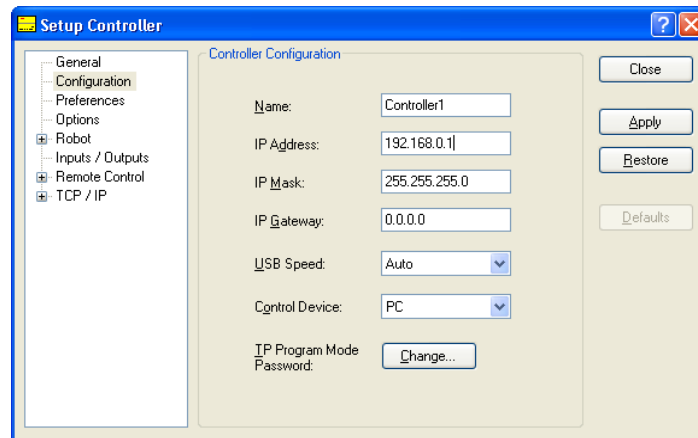 Setup Controller
General
Configuration
Preferences
Options
Robot
Inputs / Outputs
Remote Control
TCP / IP
Controller Configuration
Name: Controller1
IP Address: 192.168.0.1
IP Mask: 255.255.255.0
IP Gateway: 0.0.0.0
USB Speed: Auto
Control Device: PC
TP Program Mode
Password: Change...
Close
Apply
Restore
Defaults